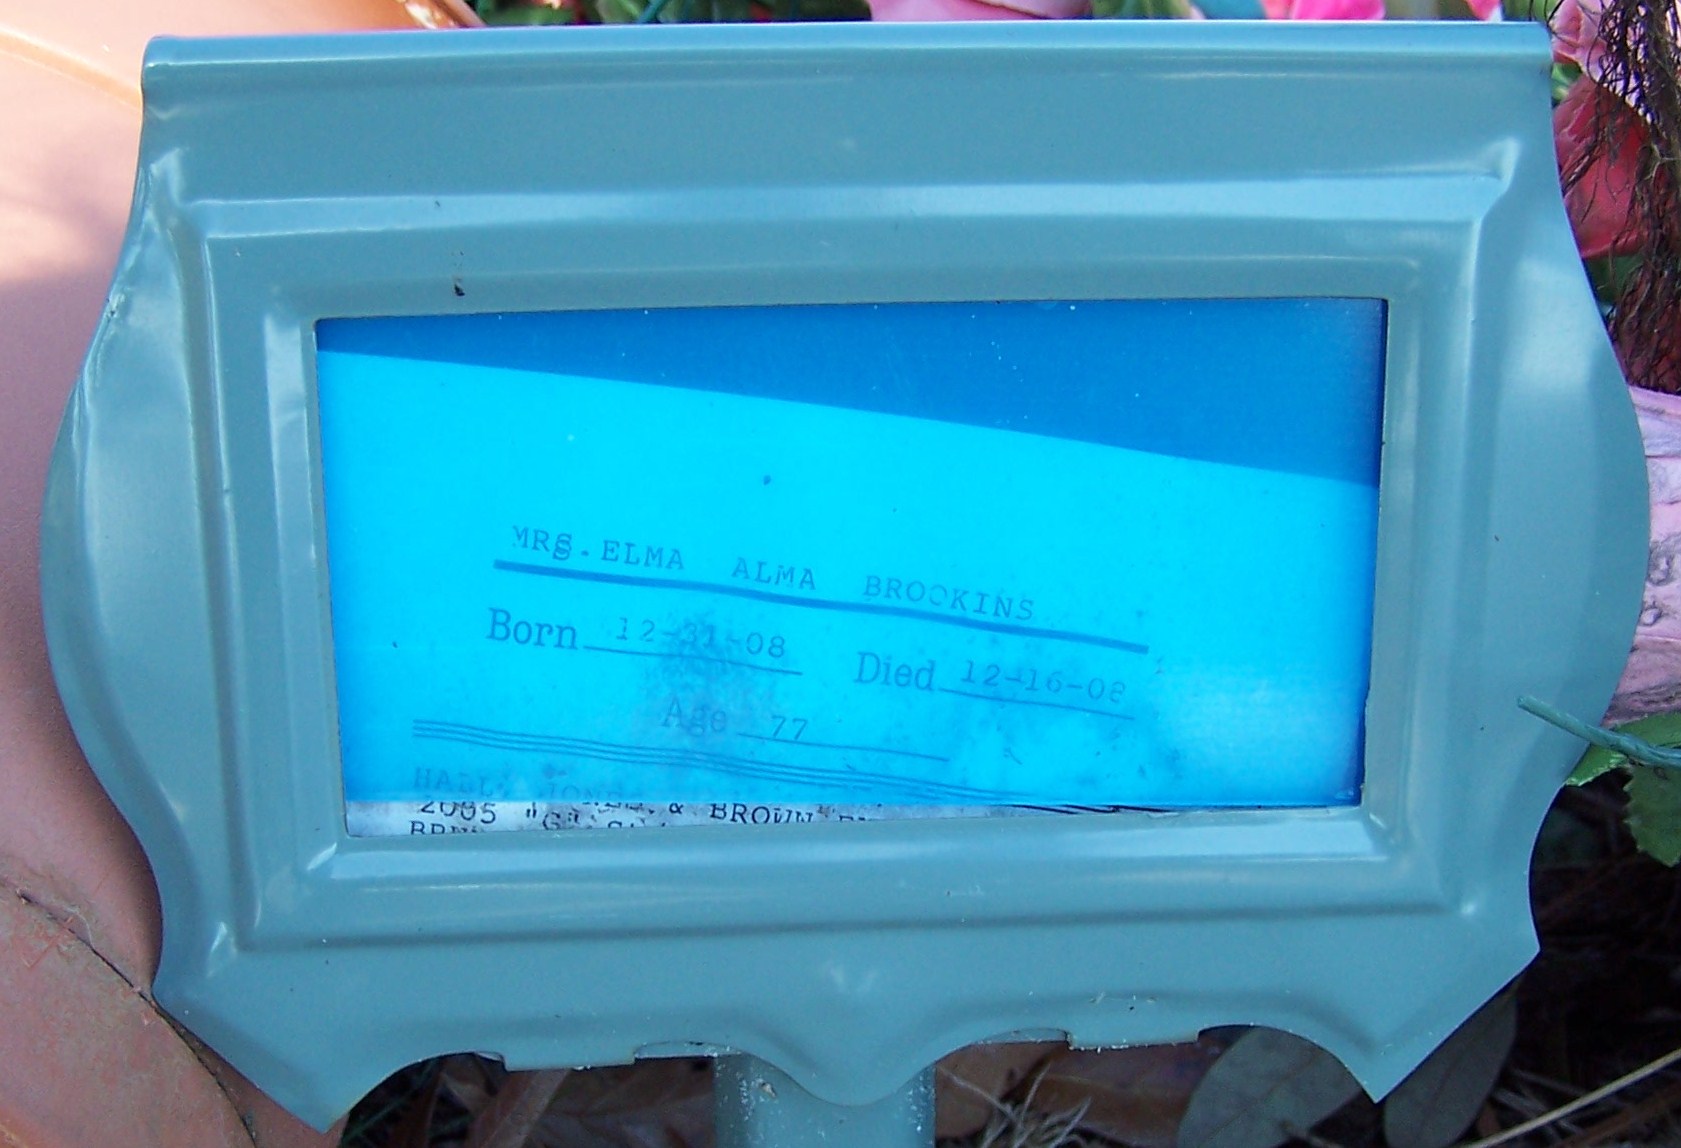 MRS. ELMA ALMA BROOKINS
Born 12-31-08 Died 12-16-08
Age 77
2005 & BROWN